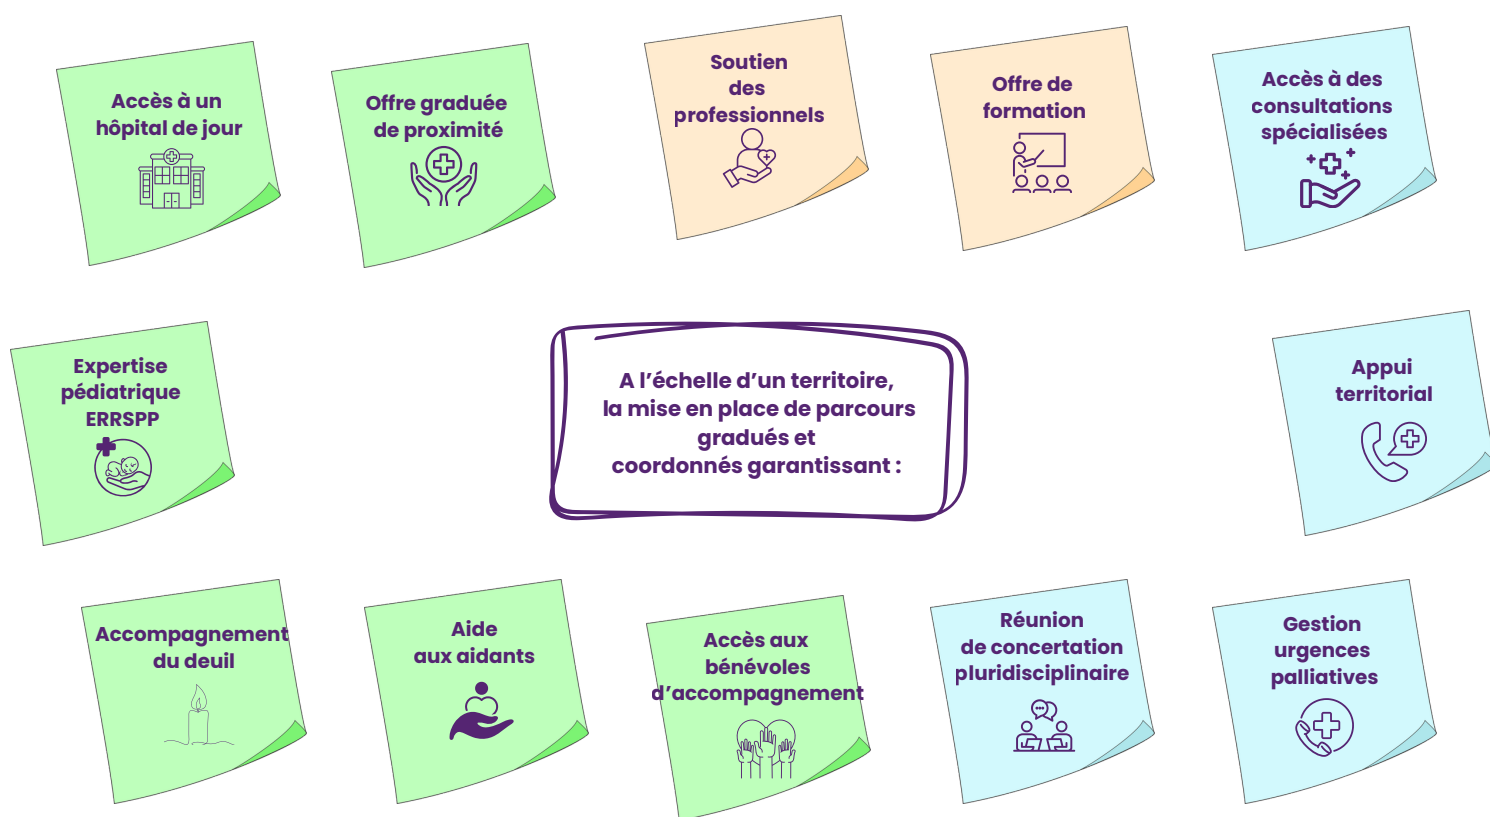 Accès à un
hôpital de jour
Offre graduée
de proximité
Soutien
des
professionnels
Offre de
formation
Accès à des
consultations
spécialisées
Expertise
pédiatrique
ERRSPP
A l'échelle d'un territoire,
la mise en place de parcours
gradués et
coordonnés garantissant :
Appui
territorial
Accompagnement
du deuil
Aide
aux aidants
Accès aux
bénévoles
d'accompagnement
Réunion
de concertation
pluridisciplinaire
Gestion
urgences
palliatives